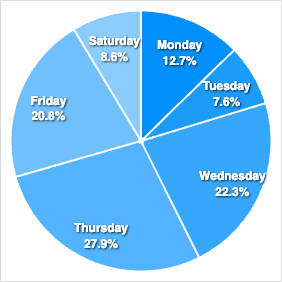 Monday
12.7%
Tuesday
7.6%
Wednesday
22.3%
Thursday
27.9%
Friday
20.8%
Saturday
8.6%